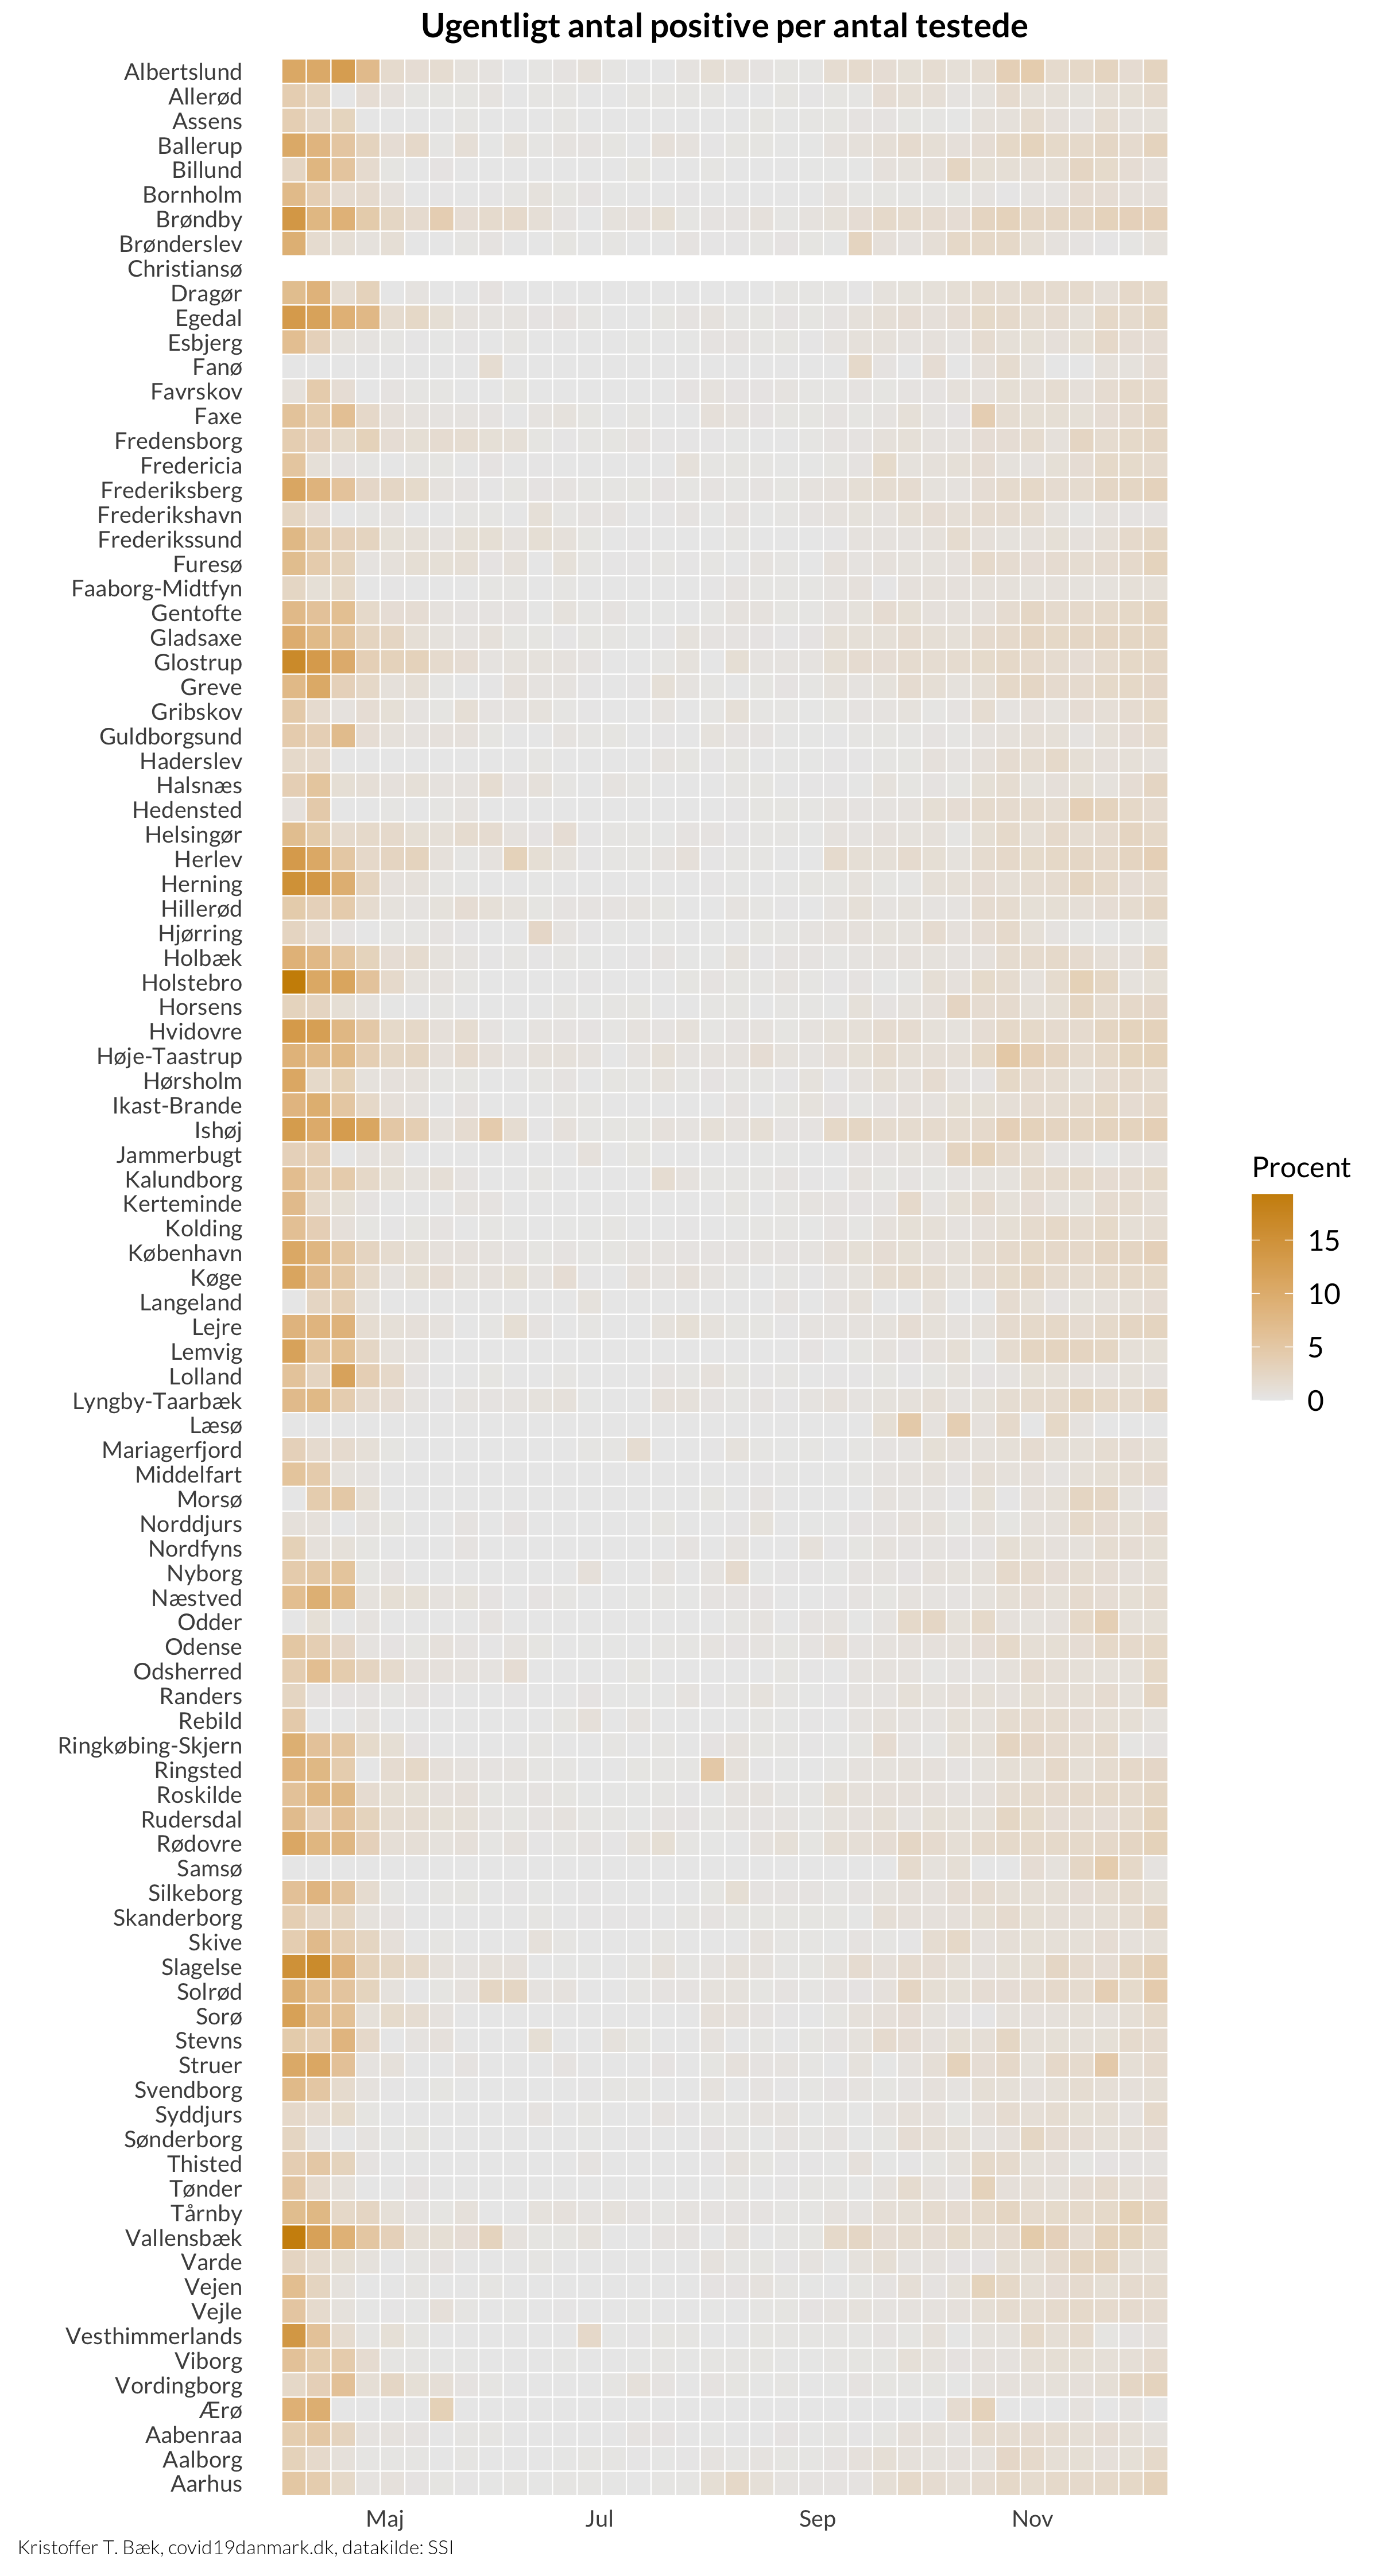 Ugentligt antal positive per antal testede
Albertslund
Allerød
Assens
Ballerup
Billund
Bornholm
Brøndby
Brønderslev
Christiansø
Dragør
Egedal
Esbjerg
Fanø
Favrskov
Faxe
Fredensborg
Fredericia
Frederiksberg
Frederikshavn
Frederikssund
Furesø
Faaborg-Midtfyn
Gentofte
Gladsaxe
Glostrup
Greve
Gribskov
Guldborgsund
Haderslev
Halsnæs
Hedensted
Helsingør
Herlev
Herning
Hillerød
Hjørring
Holbæk
Holstebro
Horsens
Hvidovre
Høje-Taastrup
Hørsholm
Ikast-Brande
Ishøj
Jammerbugt
Kalundborg
Kerteminde
Kolding
København
Køge
Langeland
Lejre
Lemvig
Lolland
Lyngby-Taarbæk
Læsø
Mariagerfjord
Middelfart
Morsø
Norddjurs
Nordfyns
Nyborg
Næstved
Odder
Odense
Odsherred
Randers
Rebild
Ringkøbing-Skjern
Ringsted
Roskilde
Rudersdal
Rødovre
Samsø
Silkeborg
Skanderborg
Skive
Slagelse
Solrød
Sorø
Stevns
Struer
Svendborg
Syddjurs
Sønderborg
Thisted
Tønder
Tårnby
Vallensbæk
Varde
Vejen
Vejle
Vesthimmerlands
Viborg
Vordingborg
Ærø
Aabenraa
Aalborg
Aarhus
Maj Jul Sep Nov
Procent
15
10
5
0
Kristoffer T. Bæk, covid19danmark.dk, datakilde: SSI